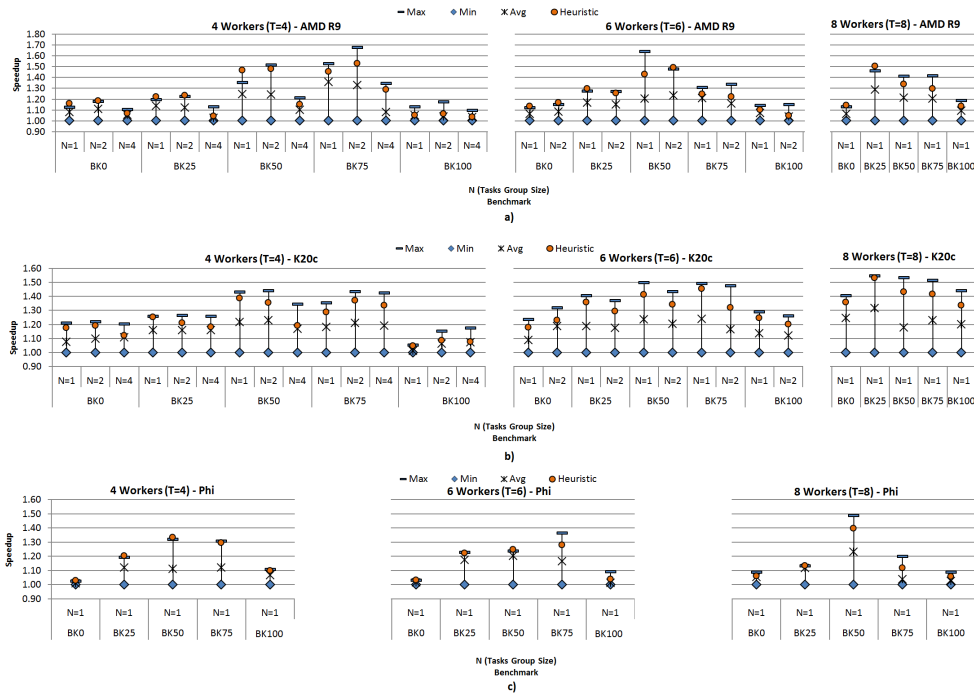 Max Min Avg Heuristic Max Min Avg Heuristic
4 Workers (T=4) - AMD R9 6 Workers (T=6) - AMD R9 8 Workers (T=8) - AMD R9
Speedup
1.80
1.70
1.60
1.50
1.40
1.30
1.20
1.10
1.00
0.90
N=1 N=2 N=4 N=1 N=2 N=4 N=1 N=2 N=4 N=1 N=2 N=4 N=1 N=2 N=4 N=1 N=2 N=1 N=2 N=1 N=2 N=1 N=2 N=1 N=2 N=1 N=1 N=1 N=1 N=1
BK0 BK25 BK50 BK75 BK100 BK0 BK25 BK50 BK75 BK100 BK0 BK25 BK50 BK75 BK100
N (Tasks Group Size)
Benchmark
a)
Max Min Avg Heuristic
4 Workers (T=4) - K20c 6 Workers (T=6) - K20c 8 Workers (T=8) - K20c
Speedup
1.60
1.50
1.40
1.30
1.20
1.10
1.00
0.90
N=1 N=2 N=4 N=1 N=2 N=4 N=1 N=2 N=4 N=1 N=2 N=4 N=1 N=2 N=4 N=1 N=2 N=1 N=2 N=1 N=2 N=1 N=2 N=1 N=2 N=1 N=1 N=1 N=1 N=1
BK0 BK25 BK50 BK75 BK100 BK0 BK25 BK50 BK75 BK100 BK0 BK25 BK50 BK75 BK100
N (Tasks Group Size)
Benchmark
b)
Max Min Avg Heuristic
4 Workers (T=4) - Phi 6 Workers (T=6) - Phi 8 Workers (T=8) - Phi
Speedup
1.60
1.50
1.40
1.30
1.20
1.10
1.00
0.90
N=1 N=1 N=1 N=1 N=1 N=1 N=1 N=1 N=1 N=1 N=1 N=1 N=1 N=1 N=1
BK0 BK25 BK50 BK75 BK100 BK0 BK25 BK50 BK75 BK100 BK0 BK25 BK50 BK75 BK100
N (Tasks Group Size)
Benchmark
c)